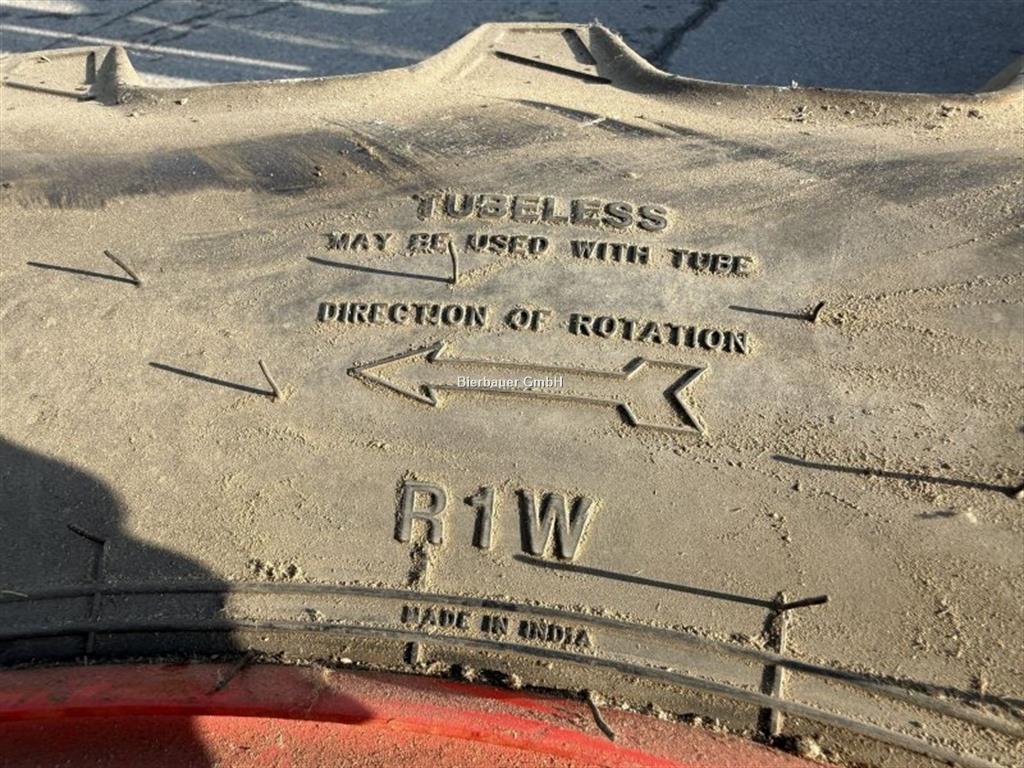 TUBELESS
MAY BE USED WITH TUBE
DIRECTION OF ROTATION
Bierbauer GmbH
R1W
MADE IN INDIA